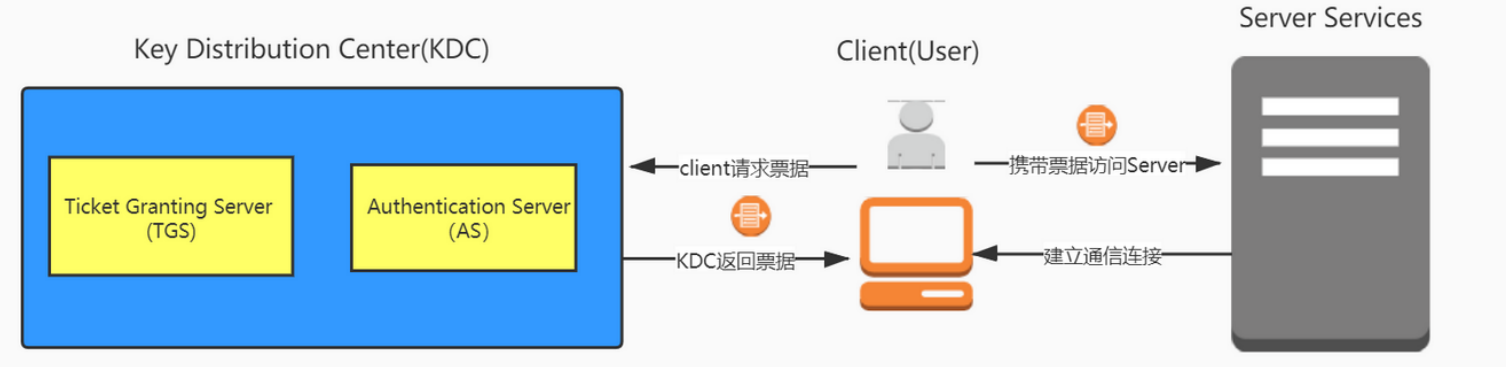 Server Services
Key Distribution Center(KDC)
Client(User)
client请求票据
携带票据访问Server
Ticket Granting Server
(TGS)
Authentication Server
(AS)
KDC返回票据
建立通信连接